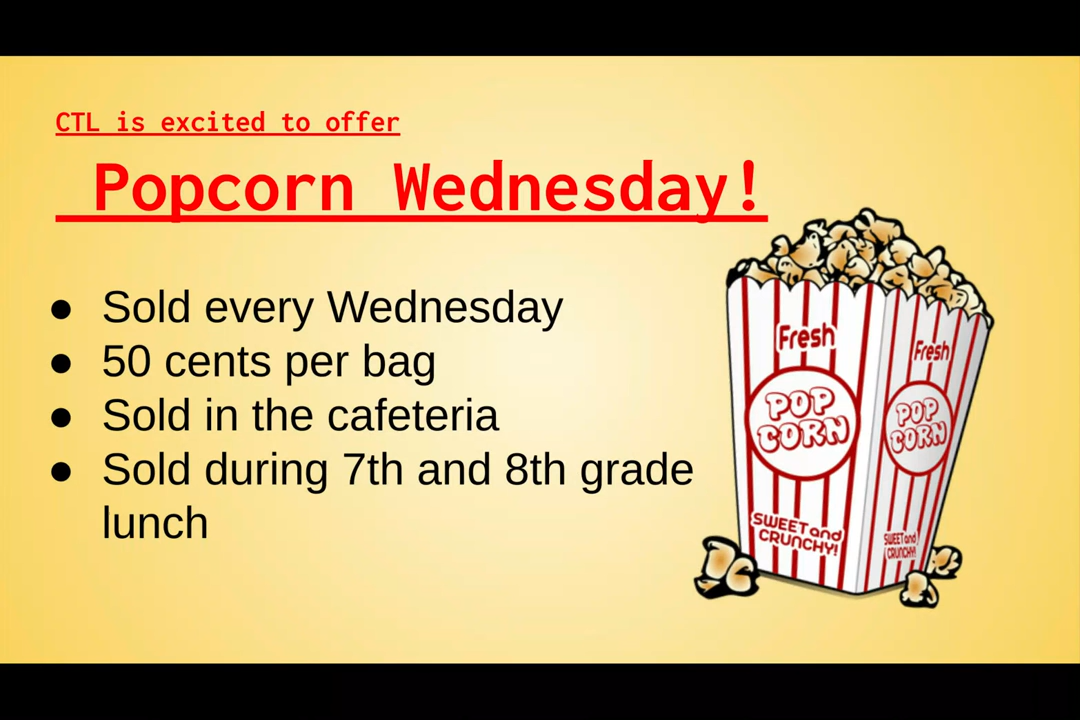 CTL is excited to offer
Popcorn Wednesday!
● Sold every Wednesday
● 50 cents per bag
● Sold in the cafeteria
● Sold during 7th and 8th grade
lunch
Fresh
POP
CORN
SWEET and
CRUNCHY!
Fresh
POP
CORN
SWEET and
CRUNCHY!